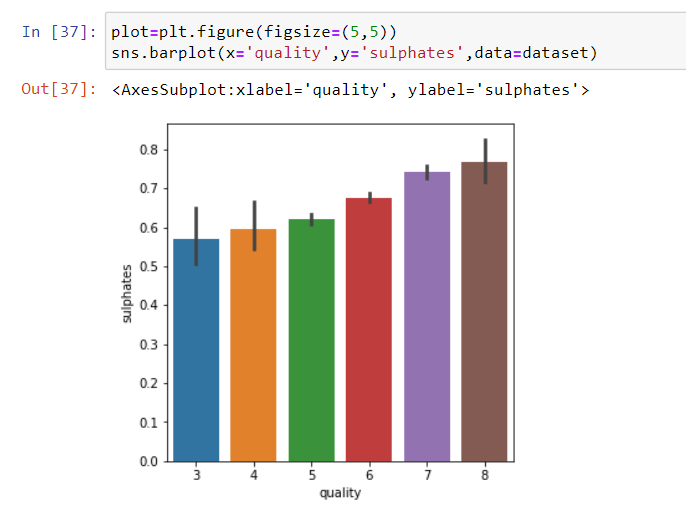 In [37]: plot=plt.figure(figsize=(5,5))
sns.barplot(x='quality',y='sulphates',data=dataset)
Out[37]: <AxesSubplot:xlabel='quality', ylabel='sulphates'>
0.8
0.7
0.6
0.5
0.4
0.3
0.2
0.1
0.0
sulphates
3 4 5 6 7 8
quality